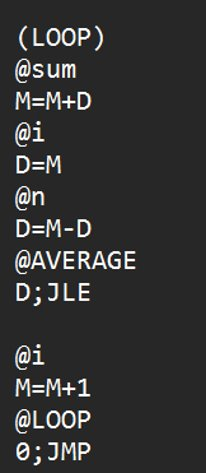 (LOOP)
@sum
M=M+D
@i
D=M
@n
D=M-D
@AVERAGE
D;JLE
@i
M=M+1
@LOOP
0;JMP